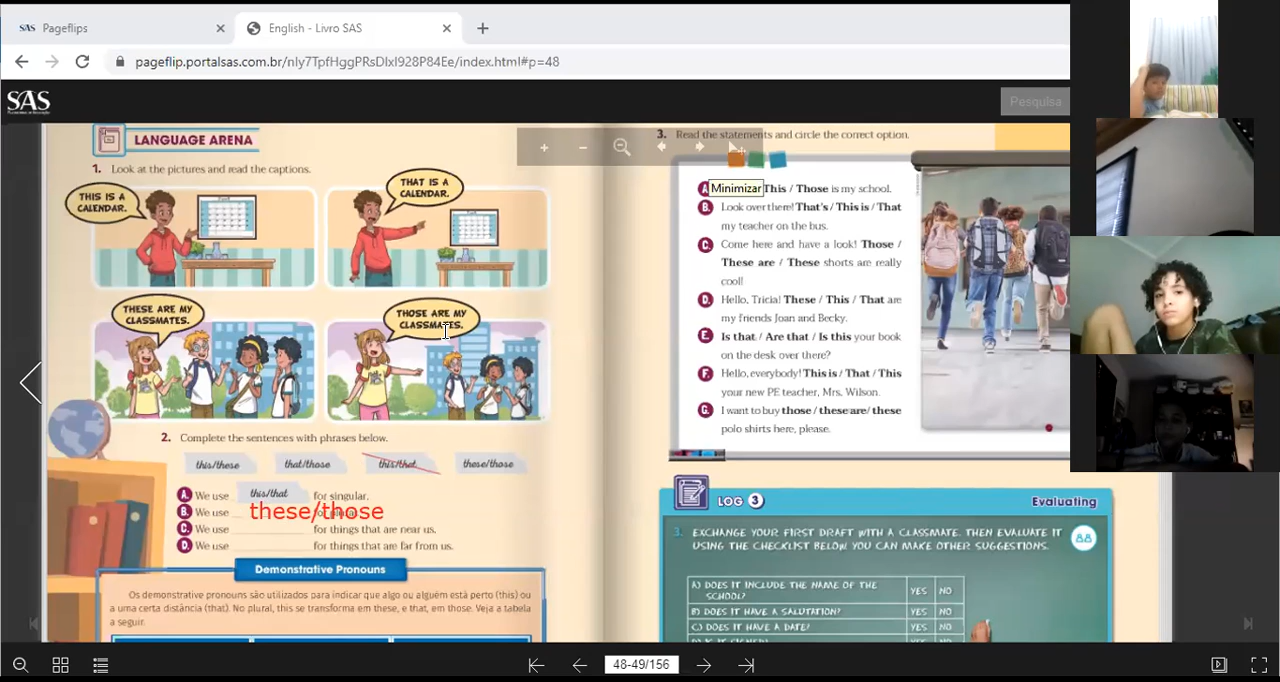 SAS Pageflips
English - Livro SAS
pageflip.portalsas.com.br/nIy7TpfHggPRsDIxI928P84Ee/index.html#p=48
SAS
Pesquisa
LANGUAGE ARENA
1. Look at the pictures and read the captions.
THIS IS A
CALENDAR.
THAT IS A
CALENDAR.
THESE ARE MY
CLASSMATES.
THOSE ARE MY
CLASSMATES.
2. Complete the sentences with phrases below.
this/these that/those this/that these/those
A. We use this/that for singular.
B. We use these/those
C. We use for things that are near us.
D. We use for things that are far from us.
Demonstrative Pronouns
Os demonstrative pronouns são utilizados para indicar que algo ou alguém está perto (this) ou
a uma certa distância (that). No plural, this se transforma em these, e that, em those. Veja a tabela
a seguir.
3. Read the statements and circle the correct option.
Minimizar
A This / Those is my school.
B. Look over there! That's / This is / That
my teacher on the bus.
C. Come here and have a look! Those /
These are / These shorts are really
cool!
D. Hello, Tricia! These / This / That are
my friends Joan and Becky.
E. Is that / Are that / Is this your book
on the desk over there?
F. Hello, everybody! This is / That / This
your new PE teacher, Mrs. Wilson.
G. I want to buy those / these are/ these
polo shirts here, please.
LOG 3 Evaluating
3. EXCHANGE YOUR FIRST DRAFT WITH A CLASSMATE. THEN EVALUATE IT
USING THE CHECKLIST BELOW. YOU CAN MAKE OTHER SUGGESTIONS.
A) DOES IT INCLUDE THE NAME OF THE
SCHOOL? YES NO
B) DOES IT HAVE A SALUTATION? YES NO
C) DOES IT HAVE A DATE? YES NO
48-49/156